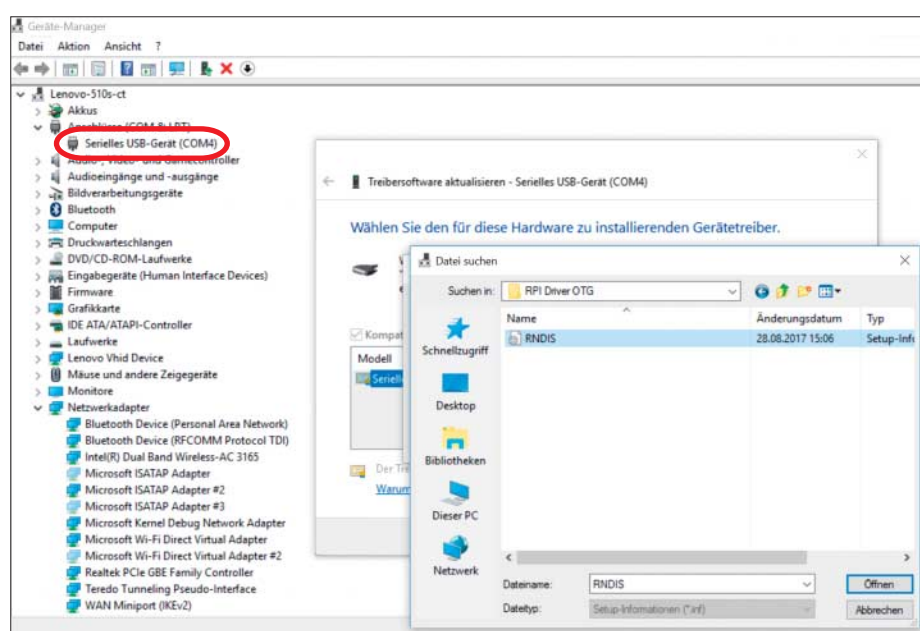 Geräte-Manager
Datei Aktion Ansicht ?
Lenovo-510s-ct
Akkus
Anschlüsse (COM & LPT)
Serielles USB-Gerät (COM4)
Audio-, Video- und Gamecontroller
Audioeingänge und -ausgänge
Bildverarbeitungsgeräte
Bluetooth
Computer
Druckwarteschlangen
DVD/CD-ROM-Laufwerke
Eingabegeräte (Human Interface Devices)
Firmware
Grafikkarte
IDE ATA/ATAPI-Controller
Laufwerke
Lenovo Vhid Device
Mäuse und andere Zeigegeräte
Monitore
Netzwerkadapter
Bluetooth Device (Personal Area Network)
Bluetooth Device (RFCOMM Protocol TDI)
Intel(R) Dual Band Wireless-AC 3165
Microsoft ISATAP Adapter
Microsoft ISATAP Adapter #2
Microsoft ISATAP Adapter #3
Microsoft Kernel Debug Network Adapter
Microsoft Wi-Fi Direct Virtual Adapter
Microsoft Wi-Fi Direct Virtual Adapter #2
Realtek PCIe GBE Family Controller
Teredo Tunneling Pseudo-Interface
WAN Miniport (IKEv2)
Treibersoftware aktualisieren - Serielles USB-Gerät (COM4)
Wählen Sie den für diese Hardware zu installierenden Gerätetreiber.
Kompat
Modell
Serielle
Der Tre
Warum
Datei suchen
Suchen in: RPI Driver OTG
Name Änderungsdatum Typ
RNDIS 28.08.2017 15:06 Setup-Info
Schnellzugriff
Desktop
Bibliotheken
Dieser PC
Netzwerk
Dateiname: RNDIS Öffnen
Dateityp: Setup-Informationen (*.inf) Abbrechen